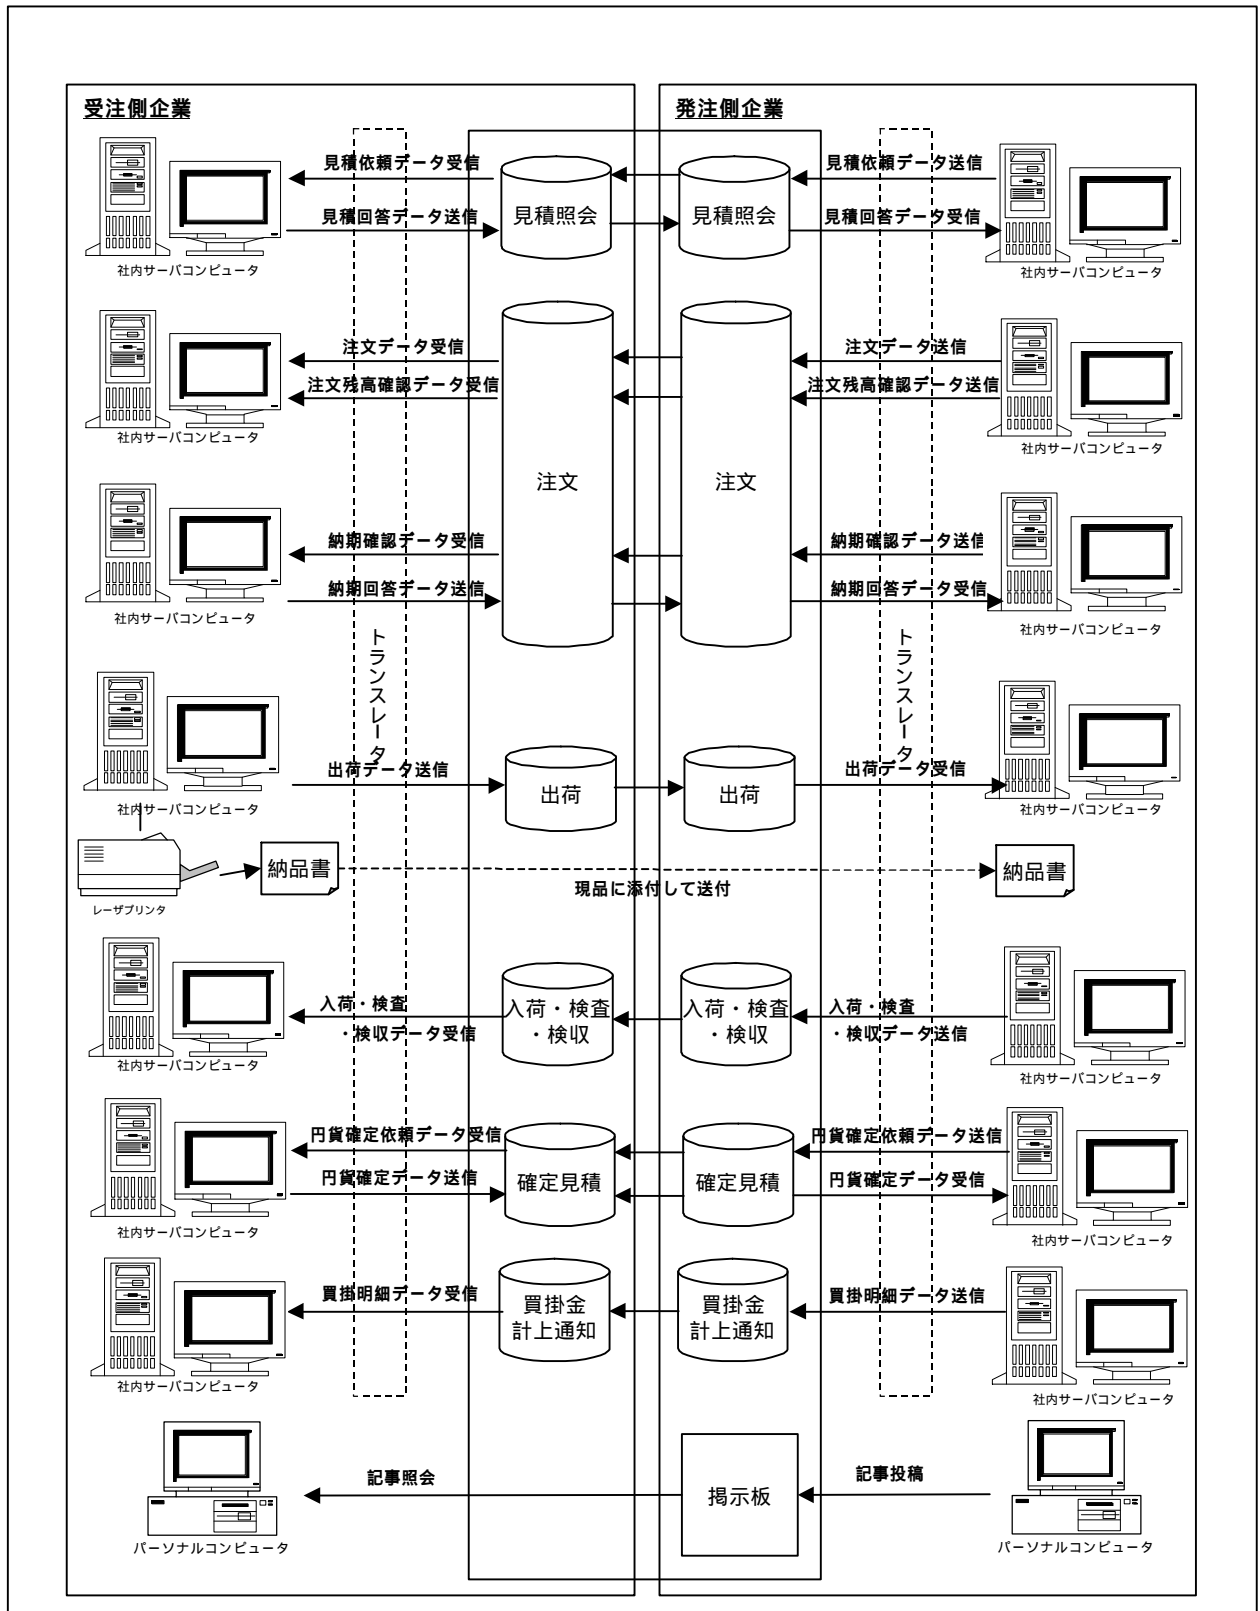 受注側企業
発注側企業
見積依頼データ受信
見積依頼データ送信
見積照会
見積照会
見積回答データ送信
見積回答データ受信
社内サーバコンピュータ
社内サーバコンピュータ
注文データ受信
注文データ送信
注文残高確認データ受信
注文残高確認データ送信
社内サーバコンピュータ
社内サーバコンピュータ
注文
注文
納期確認データ受信
納期確認データ送信
納期回答データ送信
納期回答データ受信
社内サーバコンピュータ
社内サーバコンピュータ
トランスレータ
トランスレータ
出荷データ送信
出荷データ受信
出荷
出荷
社内サーバコンピュータ
社内サーバコンピュータ
納品書
納品書
現品に添付して送付
レーザプリンタ
入荷・検査
・検収データ受信
入荷・検査
・検収
入荷・検査
・検収
入荷・検査
・検収データ送信
社内サーバコンピュータ
社内サーバコンピュータ
円貨確定依頼データ受信
円貨確定依頼データ送信
円貨確定データ送信
確定見積
確定見積
円貨確定データ受信
社内サーバコンピュータ
社内サーバコンピュータ
買掛明細データ受信
買掛金
計上通知
買掛金
計上通知
買掛明細データ送信
社内サーバコンピュータ
社内サーバコンピュータ
記事照会
掲示板
記事投稿
パーソナルコンピュータ
パーソナルコンピュータ